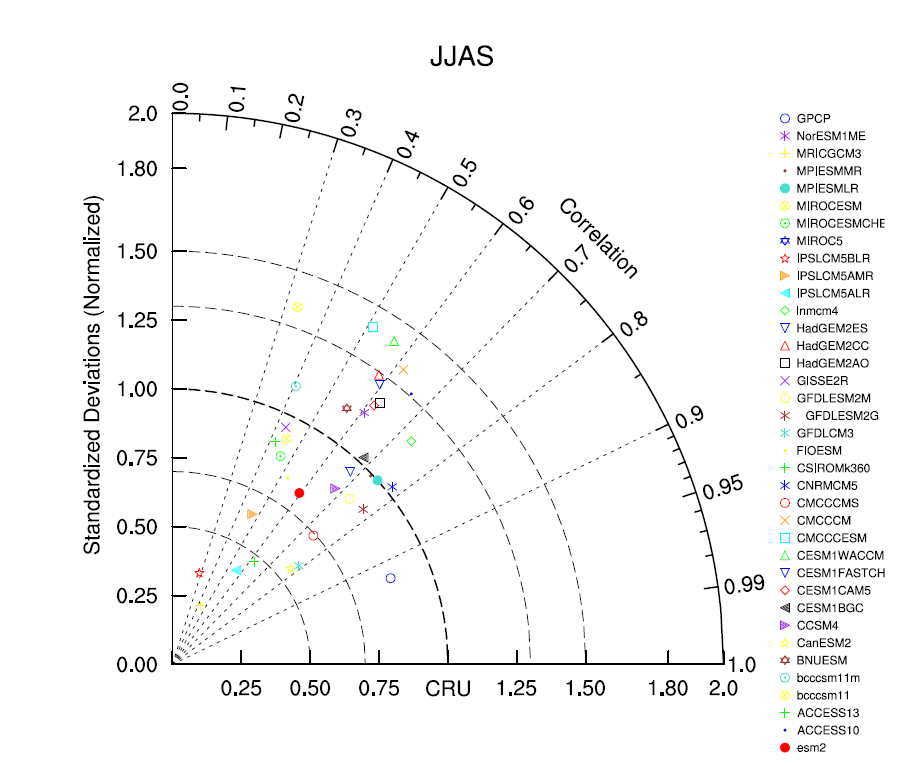 JJAS
Standardized Deviations (Normalized)
Correlation
0.0
0.1
0.2
0.3
0.4
0.5
0.6
0.7
0.8
0.9
0.95
0.99
1.0
2.0
1.80
1.50
1.25
1.00
0.75
0.50
0.25
0.00
0.25
0.50
0.75
CRU
1.25
1.50
1.80
2.0
GPCP
NorESM1ME
MRICGCM3
MPIESMMR
MPIESMLR
MIROCESM
MIROCESMCHE
MIROC5
IPSLCM5BLR
IPSLCM5AMR
IPSLCM5ALR
Inmcm4
HadGEM2ES
HadGEM2CC
HadGEM2AO
GISSE2R
GFDLESM2M
GFDLESM2G
GFDLCM3
FIOESM
CSIROMk360
CNRMCM5
CMCCCMS
CMCCCM
CMCCCESM
CESM1WACCM
CESM1FASTCH
CESM1CAM5
CESM1BGC
CCSM4
CanESM2
BNUESM
bcccsm11m
bcccsm11
ACCESS13
ACCESS10
esm2